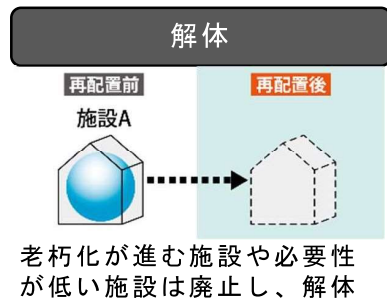 解体
再配置前
再配置後
施設A
老朽化が進む施設や必要性
が低い施設は廃止し、解体